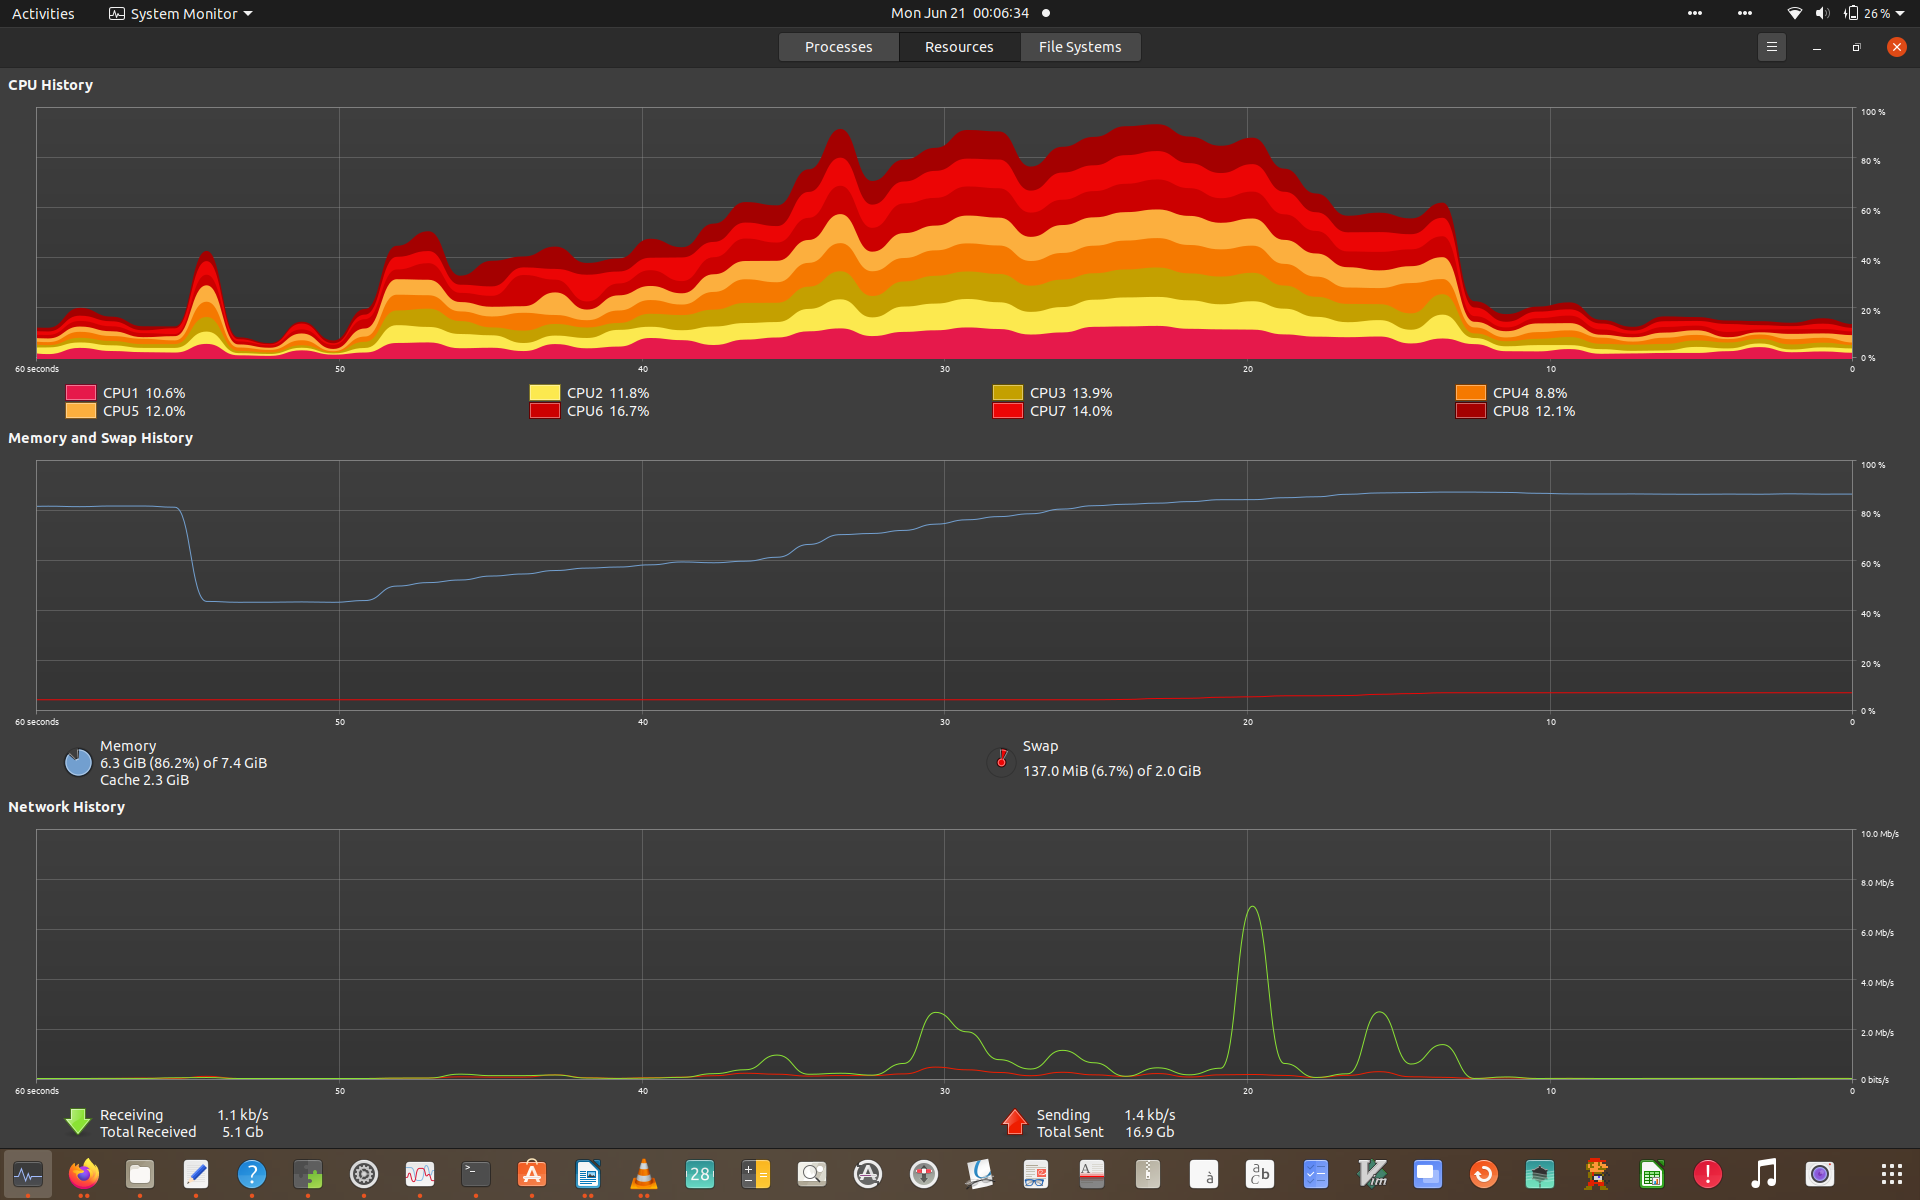 Activities System Monitor Mon Jun 21 00:06:34 26 %
Processes Resources File Systems
CPU History
100 %
80 %
60 %
40 %
20 %
0 %
60 seconds 50 40 30 20 10 0
CPU1 10.6% CPU2 11.8% CPU3 13.9% CPU4 8.8%
CPU5 12.0% CPU6 16.7% CPU7 14.0% CPU8 12.1%
Memory and Swap History
100 %
80 %
60 %
40 %
20 %
0 %
60 seconds 50 40 30 20 10 0
Memory
6.3 GiB (86.2%) of 7.4 GiB
Cache 2.3 GiB
Swap
137.0 MiB (6.7%) of 2.0 GiB
Network History
10.0 Mb/s
8.0 Mb/s
6.0 Mb/s
4.0 Mb/s
2.0 Mb/s
0 bits/s
60 seconds 50 40 30 20 10 0
Receiving 1.1 kb/s
Total Received 5.1 Gb
Sending 1.4 kb/s
Total Sent 16.9 Gb
28
à
a b c
Vim